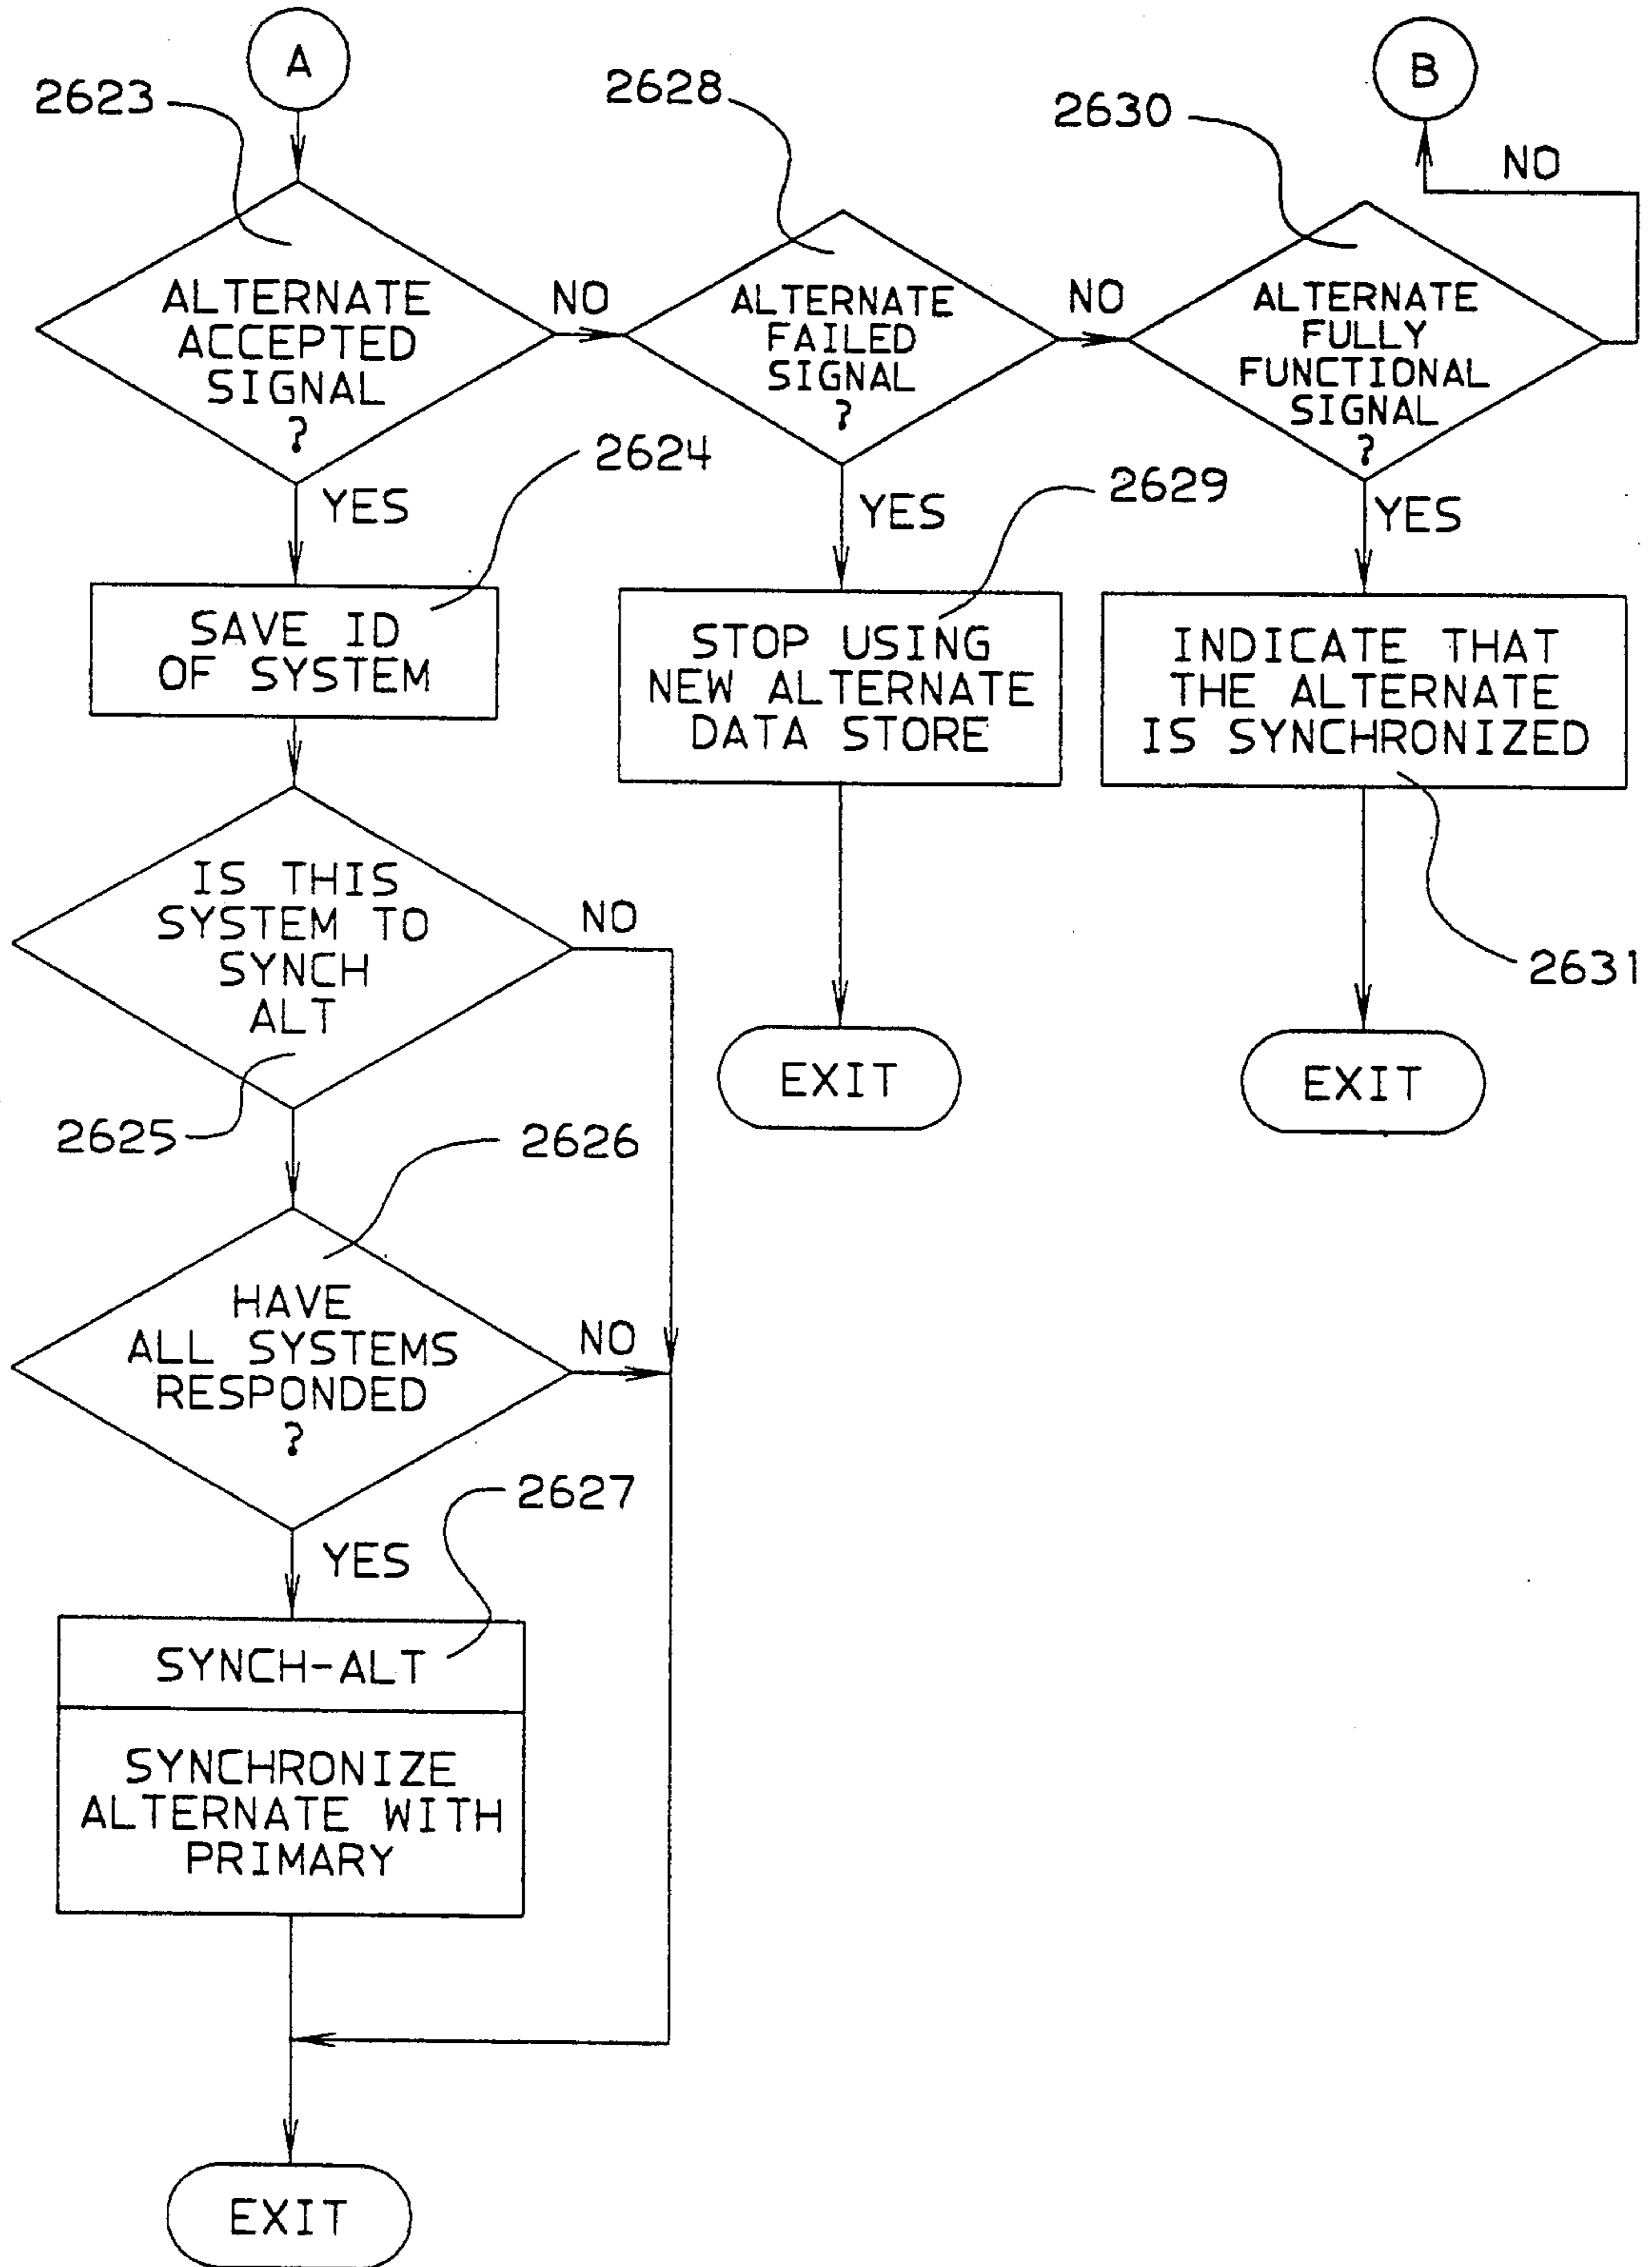 A
B
2623
2628
2630
NO
ALTERNATE
ACCEPTED
SIGNAL
?
NO
ALTERNATE
FAILED
SIGNAL
?
NO
ALTERNATE
FULLY
FUNCTIONAL
SIGNAL
?
2624
YES
2629
YES
YES
SAVE ID
OF SYSTEM
STOP USING
NEW ALTERNATE
DATA STORE
INDICATE THAT
THE ALTERNATE
IS SYNCHRONIZED
IS THIS
SYSTEM TO
SYNCH
ALT
NO
2631
EXIT
EXIT
2625
2626
HAVE
ALL SYSTEMS
RESPONDED
?
NO
2627
YES
SYNCH-ALT
SYNCHRONIZE
ALTERNATE WITH
PRIMARY
EXIT